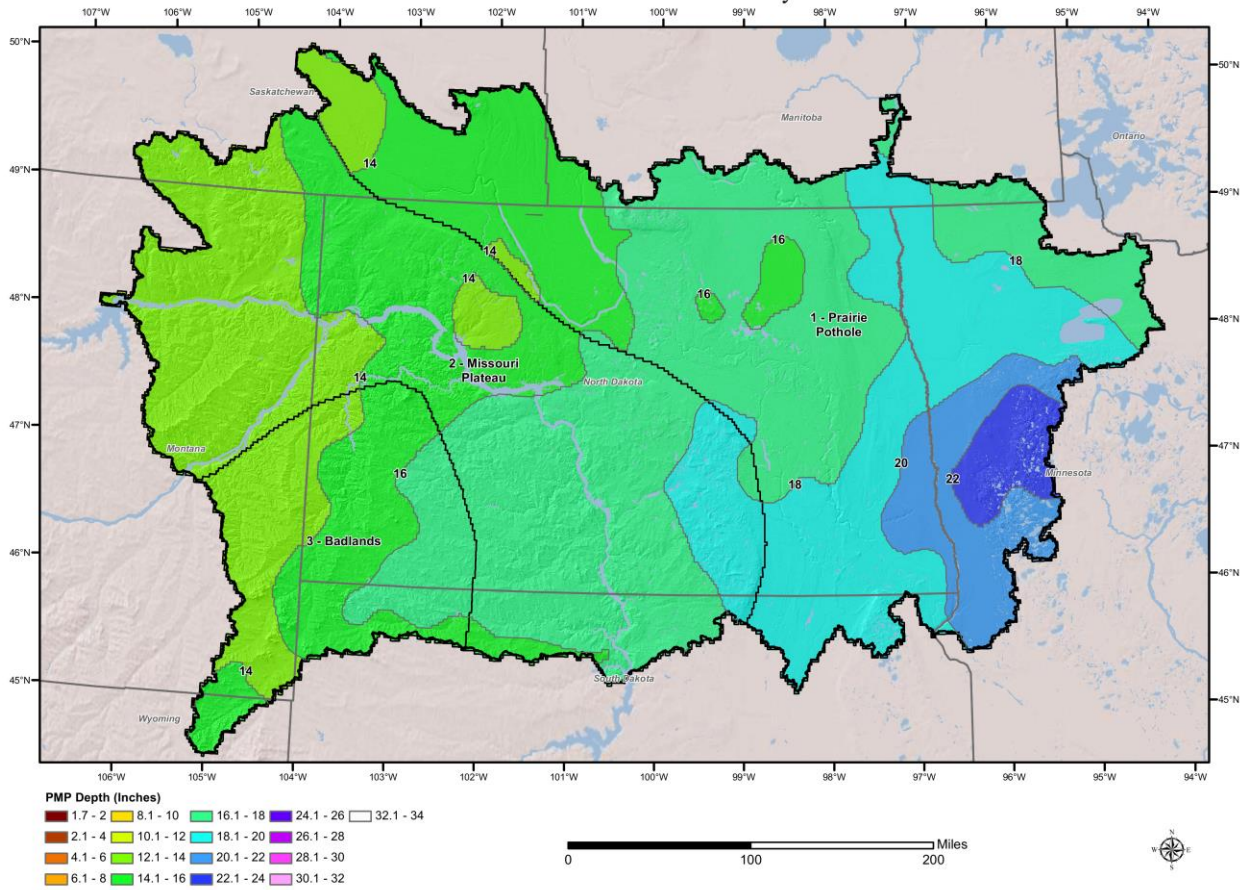 107°W 106°W 105°W 104°W 103°W 102°W 101°W 100°W 99°W 98°W 97°W 96°W 95°W 94°W
50°N 50°N
Saskatchewan
Manitoba
Ontario
49°N 49°N
14
18
16
14
14
16
48°N 48°N
1 - Prairie
Pothole
2 - Missouri
Plateau
14
North Dakota
47°N 47°N
Montana
16
18
20
22
Minnesota
3 - Badlands
46°N 46°N
14
45°N 45°N
South Dakota
Wyoming
106°W 105°W 104°W 103°W 102°W 101°W 100°W 99°W 98°W 97°W 96°W 95°W 94°W
PMP Depth (Inches)
1.7 - 2 8.1 - 10 16.1 - 18 24.1 - 26 32.1 - 34
2.1 - 4 10.1 - 12 18.1 - 20 26.1 - 28
4.1 - 6 12.1 - 14 20.1 - 22 28.1 - 30
6.1 - 8 14.1 - 16 22.1 - 24 30.1 - 32
Miles
0 100 200
N
W E
S